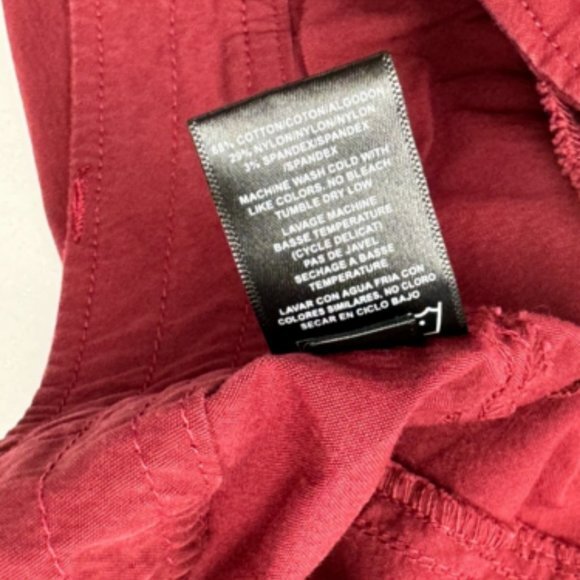 68% COTTON/COTON/ALGODON
29% NYLON/NYLON/NYLON
3% SPANDEX/SPANDEX
/SPANDEX
MACHINE WASH COLD WITH
LIKE COLORS. NO BLEACH
TUMBLE DRY LOW
LAVAGE MACHINE
BASSE TEMPERATURE
(CYCLE DELICAT)
PAS DE JAVEL
SECHAGE A BASSE
TEMPERATURE
LAVAR CON AGUA FRIA CON
COLORES SIMILARES, NO CLORO
SECAR EN CICLO BAJO